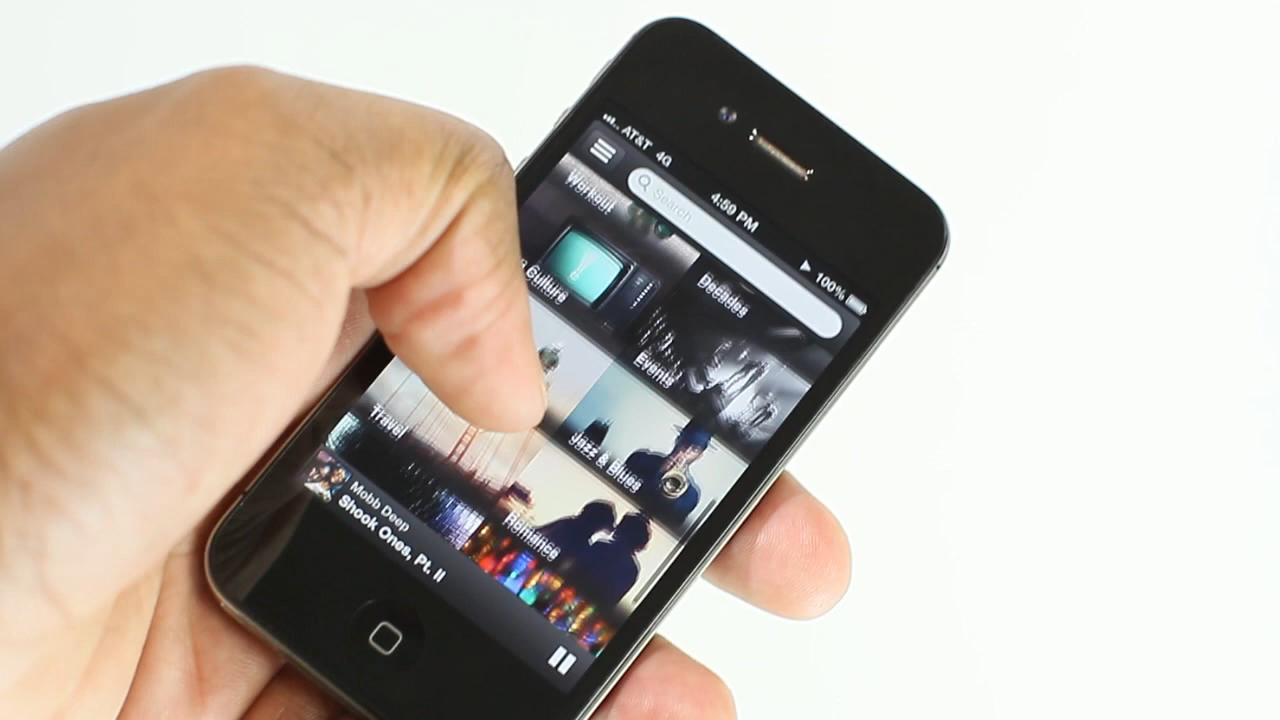 AT&T 4G
4:59 PM
100%
Search
Workout
Culture
Decades
Events
Travel
Jazz & Blues
Romance
Mobb Deep
Shook Ones, Pt. II